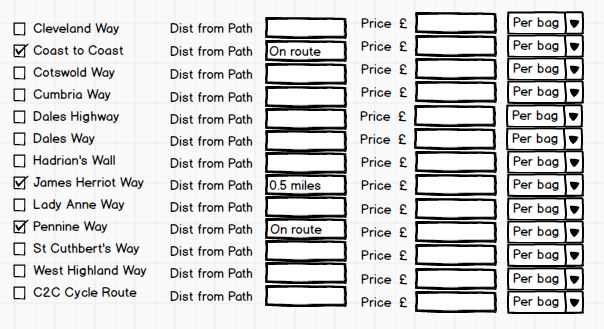 Cleveland Way Dist from Path Price £ Per bag
Coast to Coast Dist from Path On route Price £ Per bag
Cotswold Way Dist from Path Price £ Per bag
Cumbria Way Dist from Path Price £ Per bag
Dales Highway Dist from Path Price £ Per bag
Dales Way Dist from Path Price £ Per bag
Hadrian's Wall Dist from Path Price £ Per bag
James Herriot Way Dist from Path 0.5 miles Price £ Per bag
Lady Anne Way Dist from Path Price £ Per bag
Pennine Way Dist from Path On route Price £ Per bag
St Cuthbert's Way Dist from Path Price £ Per bag
West Highland Way Dist from Path Price £ Per bag
C2C Cycle Route Dist from Path Price £ Per bag